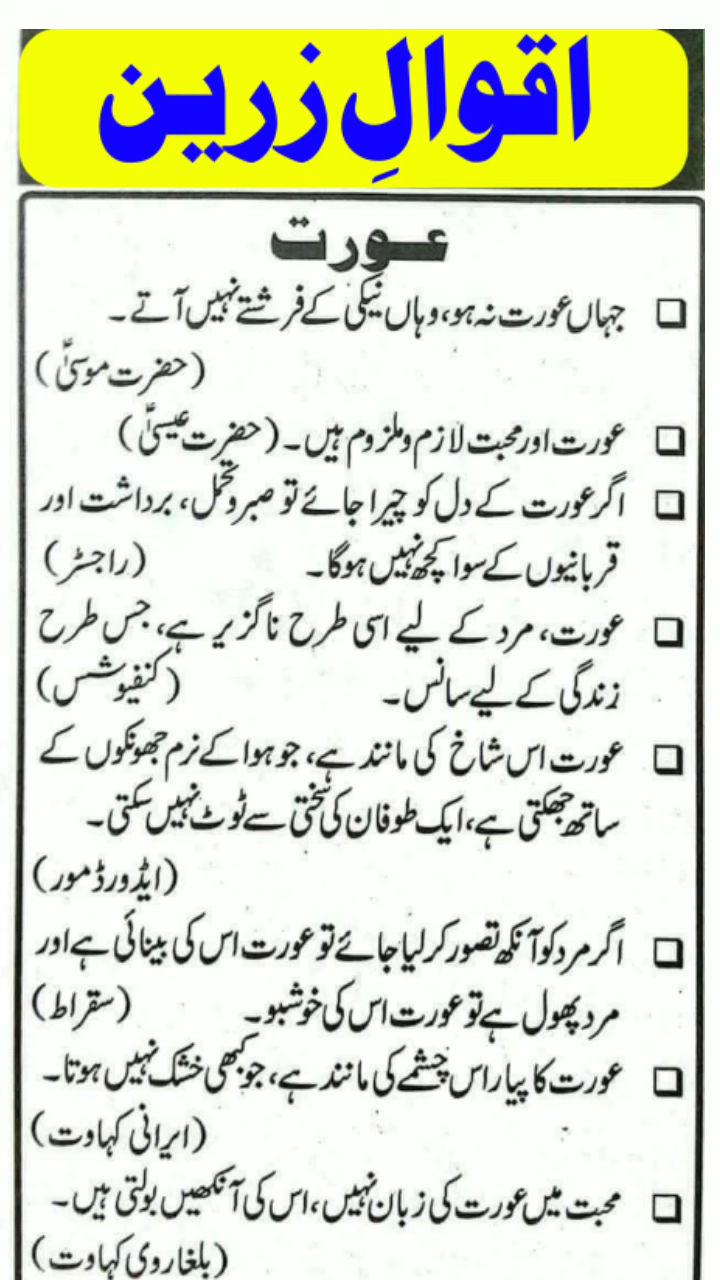 اقوالِ زرین
عورت
❑ جہاں عورت نہ ہو، وہاں نیکی کے فرشتے نہیں آتے۔
(حضرت موسیٰؑ)
❑ عورت اور محبت لازم و ملزوم ہیں۔ (حضرت عیسیٰؑ)
❑ اگر عورت کے دل کو چیرا جائے تو صبر و تحمل، برداشت اور
قربانیوں کے سوا کچھ نہیں ہوگا۔ (راجسٹر)
❑ عورت، مرد کے لیے اسی طرح ناگزیر ہے، جس طرح
زندگی کے لیے سانس۔ (کنفیوشس)
❑ عورت اس شاخ کی مانند ہے، جو ہوا کے نرم جھونکوں کے
ساتھ جھکتی ہے، ایک طوفان کی سختی سے ٹوٹ نہیں سکتی۔
(ایڈورڈ مور)
❑ اگر مرد کو آنکھ تصور کر لیا جائے تو عورت اس کی بینائی ہے اور
مرد پھول ہے تو عورت اس کی خوشبو۔ (سقراط)
❑ عورت کا پیار اس چشمے کی مانند ہے، جو کبھی خشک نہیں ہوتا۔
(ایرانی کہاوت)
❑ محبت میں عورت کی زبان نہیں، اس کی آنکھیں بولتی ہیں۔
(بلغاروی کہاوت)